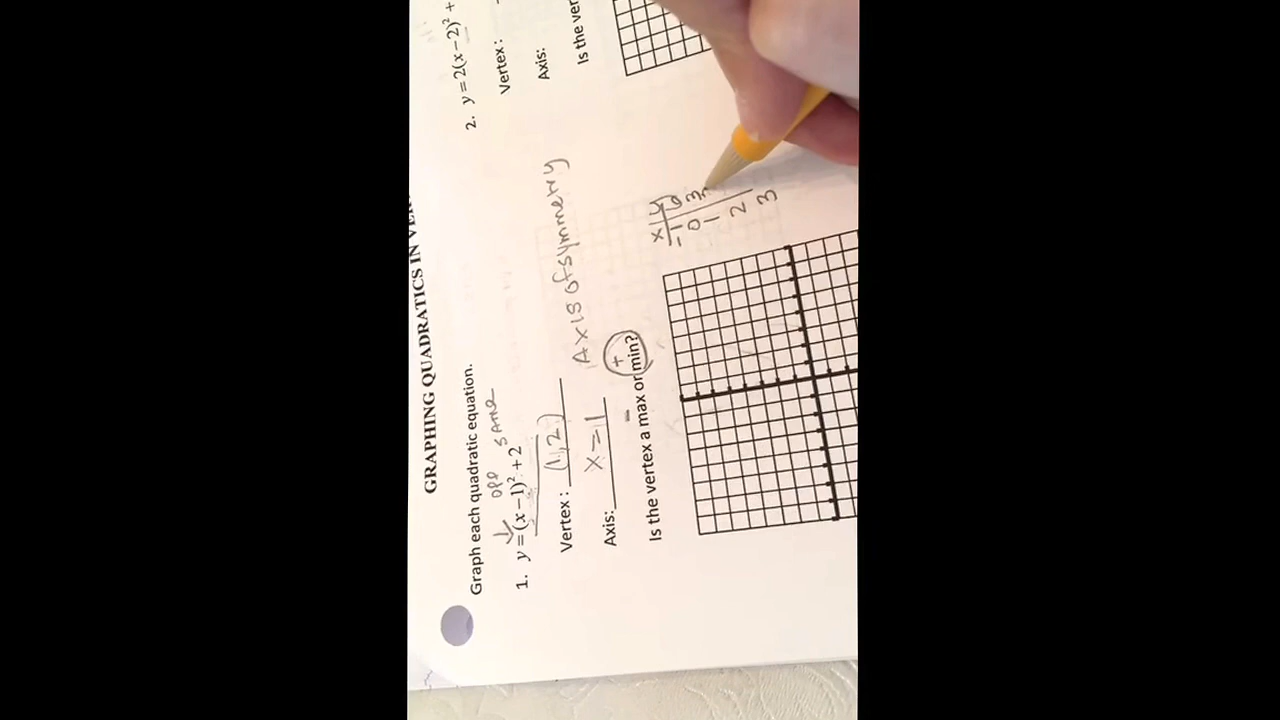 GRAPHING QUADRATICS IN VER
Graph each quadratic equation.
opp same
1. y = (x − 1)² + 2
Vertex : (1, 2)
Axis: x = 1 Axis of symmetry
− +
Is the vertex a max or min?
x y
-1 6
0 3
1
2
3
2. y = 2(x − 2)² +
Vertex :
Axis:
Is the ver